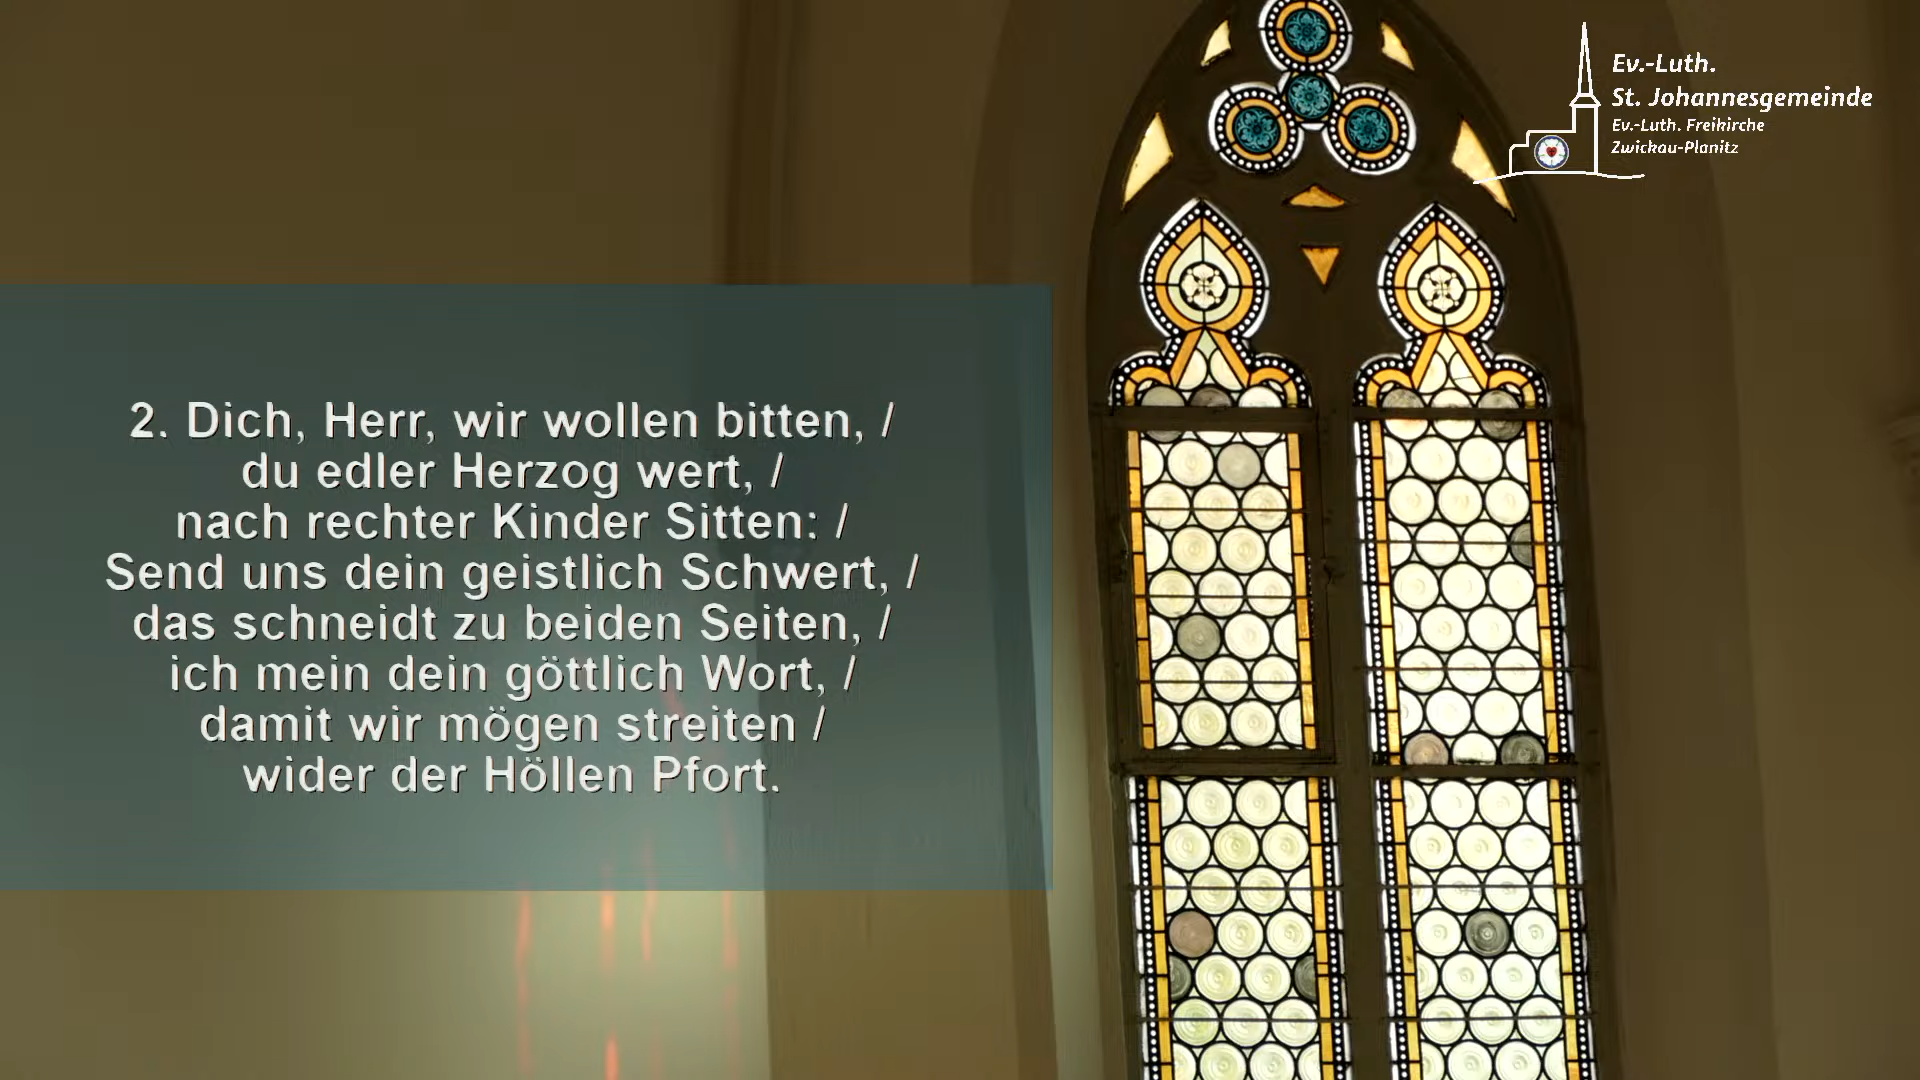 2. Dich, Herr, wir wollen bitten, /
du edler Herzog wert, /
nach rechter Kinder Sitten: /
Send uns dein geistlich Schwert, /
das schneidt zu beiden Seiten, /
ich mein dein göttlich Wort, /
damit wir mögen streiten /
wider der Höllen Pfort.
Ev.-Luth.
St. Johannesgemeinde
Ev.-Luth. Freikirche
Zwickau-Planitz